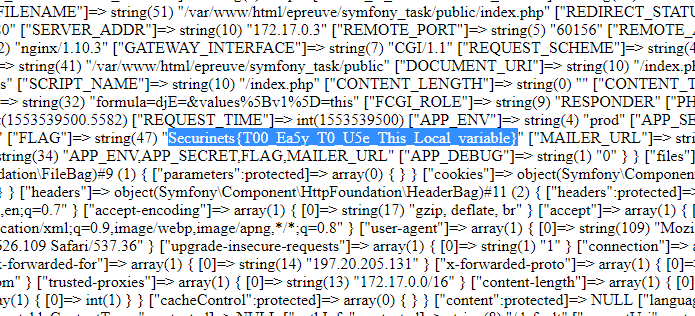 FILENAME"]=> string(51) "/var/www/html/epreuve/symfony_task/public/index.php" ["REDIRECT_STATU
80" ["SERVER_ADDR"]=> string(10) "172.17.0.3" ["REMOTE_PORT"]=> string(5) "60156" ["REMOTE_A
2) "nginx/1.10.3" ["GATEWAY_INTERFACE"]=> string(7) "CGI/1.1" ["REQUEST_SCHEME"]=> string(4
=> string(41) "/var/www/html/epreuve/symfony_task/public" ["DOCUMENT_URI"]=> string(10) "/index.p
s" ["SCRIPT_NAME"]=> string(10) "/index.php" ["CONTENT_LENGTH"]=> string(0) "" ["CONTENT_T
string(32) "formula=djE=&values%5Bv1%5D=this" ["FCGI_ROLE"]=> string(9) "RESPONDER" ["PH
(1553539500.5582) ["REQUEST_TIME"]=> int(1553539500) ["APP_ENV"]=> string(4) "prod" ["APP_SE
" ["FLAG"]=> string(47) "Securinets{T00_Ea5y_T0_U5e_This_Local_variable}" ["MAILER_URL"]=> st
string(34) "APP_ENV,APP_SECRET,FLAG,MAILER_URL" ["APP_DEBUG"]=> string(1) "0" } } ["files"]
dation\FileBag)#9 (1) { ["parameters":protected]=> array(0) { } } ["cookies"]=> object(Symfony\Compone
} } ["headers"]=> object(Symfony\Component\HttpFoundation\HeaderBag)#11 (2) { ["headers":protected]=>
,en;q=0.7" } ["accept-encoding"]=> array(1) { [0]=> string(17) "gzip, deflate, br" } ["accept"]=> array(1) {
cation/xml;q=0.9,image/webp,image/apng,*/*;q=0.8" } ["user-agent"]=> array(1) { [0]=> string(109) "Mozi
526.109 Safari/537.36" } ["upgrade-insecure-requests"]=> array(1) { [0]=> string(1) "1" } ["connection"]=> a
x-forwarded-for"]=> array(1) { [0]=> string(14) "197.20.205.131" } ["x-forwarded-proto"]=> array(1) { [0]=
p" } ["trusted-proxies"]=> array(1) { [0]=> string(13) "172.17.0.0/16" } ["content-length"]=> array(1) { [0]=
ay(1) { [0]=> int(1) } } ["cacheControl":protected]=> array(0) { } } ["content":protected]=> NULL ["langua